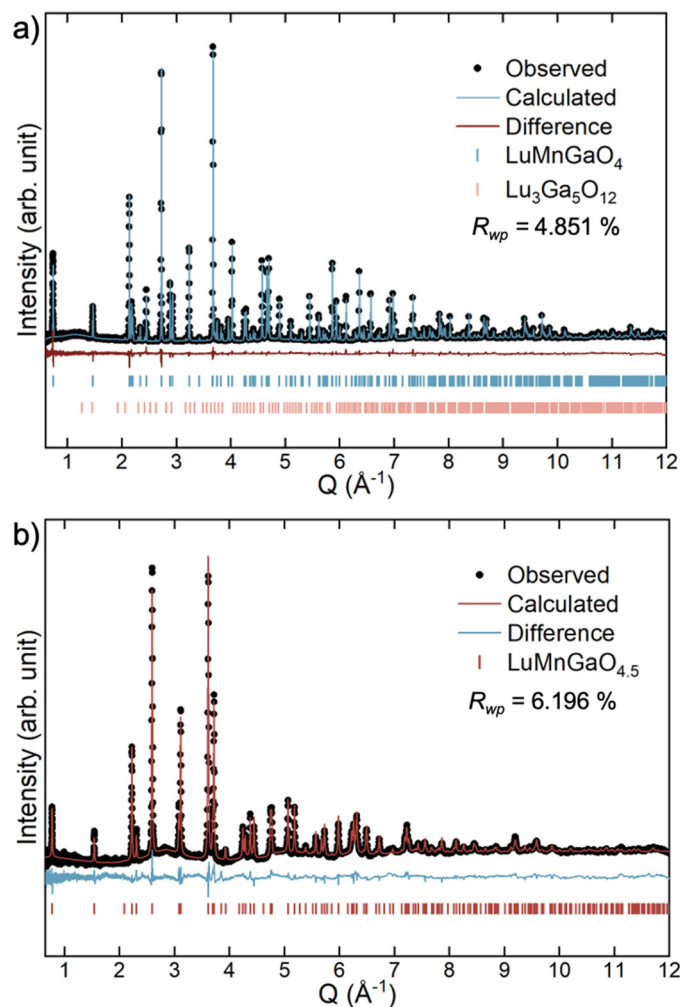 a)
Observed
Calculated
Difference
LuMnGaO₄
Lu₃Ga₅O₁₂
Rwp = 4.851 %
Intensity (arb. unit)
1 2 3 4 5 6 7 8 9 10 11 12
Q (Å⁻¹)
b)
Observed
Calculated
Difference
LuMnGaO₄.₅
Rwp = 6.196 %
Intensity (arb. unit)
1 2 3 4 5 6 7 8 9 10 11 12
Q (Å⁻¹)